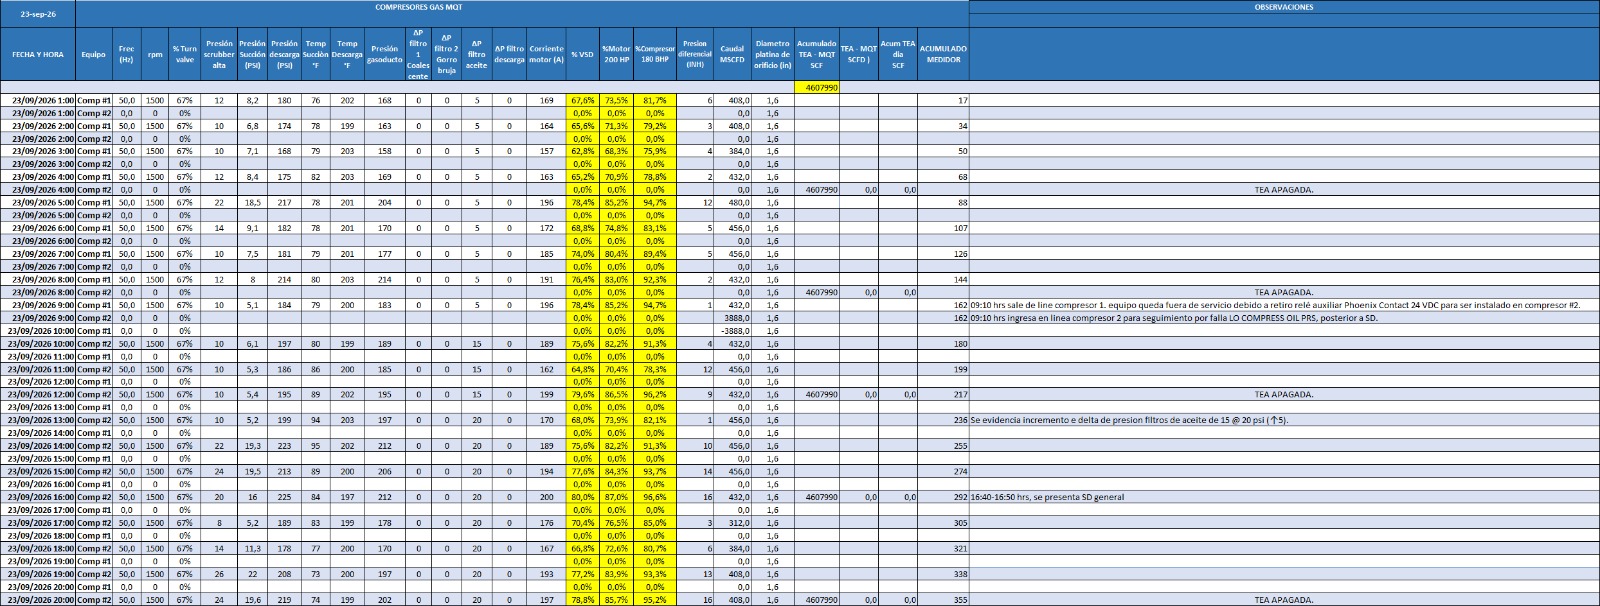 23-sep-26 COMPRESORES GAS MQT OBSERVACIONES
FECHA Y HORA Equipo Frec (Hz) rpm % Turn valve Presión scrubber alta Presión Succión (PSI) Presión descarga (PSI) Temp Succión °F Temp Descarga °F Presión gasoducto ΔP filtro 1 Coales cente ΔP filtro 2 Gorro bruja ΔP filtro aceite ΔP filtro descarga Corriente motor (A) % VSD %Motor 200 HP %Compresor 180 BHP Presion diferencial (INH) Caudal MSCFD Diametro platina de orificio (in) Acumulado TEA - MQT SCF TEA - MQT SCFD ) Acum TEA dia SCF ACUMULADO MEDIDOR
4607990
23/09/2026 1:00 Comp #1 50,0 1500 67% 12 8,2 180 76 202 168 0 0 5 0 169 67,6% 73,5% 81,7% 6 408,0 1,6 17
23/09/2026 1:00 Comp #2 0,0 0 0% 0,0% 0,0% 0,0% 0,0 1,6
23/09/2026 2:00 Comp #1 50,0 1500 67% 10 6,8 174 78 199 163 0 0 5 0 164 65,6% 71,3% 79,2% 3 408,0 1,6 34
23/09/2026 2:00 Comp #2 0,0 0 0% 0,0% 0,0% 0,0% 0,0 1,6
23/09/2026 3:00 Comp #1 50,0 1500 67% 10 7,1 168 79 203 158 0 0 5 0 157 62,8% 68,3% 75,9% 4 384,0 1,6 50
23/09/2026 3:00 Comp #2 0,0 0 0% 0,0% 0,0% 0,0% 0,0 1,6
23/09/2026 4:00 Comp #1 50,0 1500 67% 12 8,4 175 82 203 169 0 0 5 0 163 65,2% 70,9% 78,8% 2 432,0 1,6 68
23/09/2026 4:00 Comp #2 0,0 0 0% 0,0% 0,0% 0,0% 0,0 1,6 4607990 0,0 0,0 TEA APAGADA.
23/09/2026 5:00 Comp #1 50,0 1500 67% 22 18,5 217 78 201 204 0 0 5 0 196 78,4% 85,2% 94,7% 12 480,0 1,6 88
23/09/2026 5:00 Comp #2 0,0 0 0% 0,0% 0,0% 0,0% 0,0 1,6
23/09/2026 6:00 Comp #1 50,0 1500 67% 14 9,1 182 78 201 170 0 0 5 0 172 68,8% 74,8% 83,1% 5 456,0 1,6 107
23/09/2026 6:00 Comp #2 0,0 0 0% 0,0% 0,0% 0,0% 0,0 1,6
23/09/2026 7:00 Comp #1 50,0 1500 67% 10 7,5 181 79 201 177 0 0 5 0 185 74,0% 80,4% 89,4% 5 456,0 1,6 126
23/09/2026 7:00 Comp #2 0,0 0 0% 0,0% 0,0% 0,0% 0,0 1,6
23/09/2026 8:00 Comp #1 50,0 1500 67% 12 8 214 80 203 214 0 0 5 0 191 76,4% 83,0% 92,3% 2 432,0 1,6 144
23/09/2026 8:00 Comp #2 0,0 0 0% 0,0% 0,0% 0,0% 0,0 1,6 4607990 0,0 0,0 TEA APAGADA.
23/09/2026 9:00 Comp #1 50,0 1500 67% 10 5,1 184 79 200 183 0 0 5 0 196 78,4% 85,2% 94,7% 1 432,0 1,6 162 09:10 hrs sale de line compresor 1. equipo queda fuera de servicio debido a retiro relé auxiliar Phoenix Contact 24 VDC para ser instalado en compresor #2.
23/09/2026 9:00 Comp #2 0,0 0 0% 0,0% 0,0% 0,0% 3888,0 1,6 162 09:10 hrs ingresa en linea compresor 2 para seguimiento por falla LO COMPRESS OIL PRS, posterior a SD.
23/09/2026 10:00 Comp #1 0,0 0 0% 0,0% 0,0% 0,0% -3888,0 1,6
23/09/2026 10:00 Comp #2 50,0 1500 67% 10 6,1 197 80 199 189 0 0 15 0 189 75,6% 82,2% 91,3% 4 432,0 1,6 180
23/09/2026 11:00 Comp #1 0,0 0 0% 0,0% 0,0% 0,0% 0,0 1,6
23/09/2026 11:00 Comp #2 50,0 1500 67% 10 5,3 186 86 200 185 0 0 15 0 162 64,8% 70,4% 78,3% 12 456,0 1,6 199
23/09/2026 12:00 Comp #1 0,0 0 0% 0,0% 0,0% 0,0% 0,0 1,6
23/09/2026 12:00 Comp #2 50,0 1500 67% 10 5,4 195 89 202 195 0 0 15 0 199 79,6% 86,5% 96,2% 9 432,0 1,6 4607990 0,0 0,0 217 TEA APAGADA.
23/09/2026 13:00 Comp #1 0,0 0 0% 0,0% 0,0% 0,0% 0,0 1,6
23/09/2026 13:00 Comp #2 50,0 1500 67% 10 5,2 199 94 203 197 0 0 20 0 170 68,0% 73,9% 82,1% 1 456,0 1,6 236 Se evidencia incremento e delta de presion filtros de aceite de 15 @ 20 psi (↑5).
23/09/2026 14:00 Comp #1 0,0 0 0% 0,0% 0,0% 0,0% 0,0 1,6
23/09/2026 14:00 Comp #2 50,0 1500 67% 22 19,3 223 95 202 212 0 0 20 0 189 75,6% 82,2% 91,3% 10 456,0 1,6 255
23/09/2026 15:00 Comp #1 0,0 0 0% 0,0% 0,0% 0,0% 0,0 1,6
23/09/2026 15:00 Comp #2 50,0 1500 67% 24 19,5 213 89 200 206 0 0 20 0 194 77,6% 84,3% 93,7% 14 456,0 1,6 274
23/09/2026 16:00 Comp #1 0,0 0 0% 0,0% 0,0% 0,0% 0,0 1,6
23/09/2026 16:00 Comp #2 50,0 1500 67% 20 16 225 84 197 212 0 0 20 0 200 80,0% 87,0% 96,6% 16 432,0 1,6 4607990 0,0 0,0 292 16:40-16:50 hrs, se presenta SD general
23/09/2026 17:00 Comp #1 0,0 0 0% 0,0% 0,0% 0,0% 0,0 1,6
23/09/2026 17:00 Comp #2 50,0 1500 67% 8 5,2 189 83 199 178 0 0 20 0 176 70,4% 76,5% 85,0% 3 312,0 1,6 305
23/09/2026 18:00 Comp #1 0,0 0 0% 0,0% 0,0% 0,0% 0,0 1,6
23/09/2026 18:00 Comp #2 50,0 1500 67% 14 11,3 178 77 200 170 0 0 20 0 167 66,8% 72,6% 80,7% 6 384,0 1,6 321
23/09/2026 19:00 Comp #1 0,0 0 0% 0,0% 0,0% 0,0% 0,0 1,6
23/09/2026 19:00 Comp #2 50,0 1500 67% 26 22 208 73 200 197 0 0 20 0 193 77,2% 83,9% 93,3% 13 408,0 1,6 338
23/09/2026 20:00 Comp #1 0,0 0 0% 0,0% 0,0% 0,0% 0,0 1,6
23/09/2026 20:00 Comp #2 50,0 1500 67% 24 19,6 219 74 199 202 0 0 20 0 197 78,8% 85,7% 95,2% 16 408,0 1,6 4607990 0,0 0,0 355 TEA APAGADA.